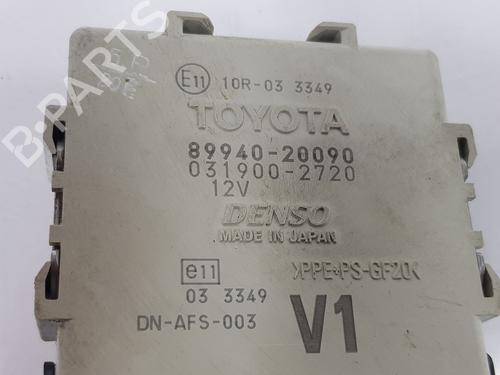 B-PARTS
E11 10R-03 3349
TOYOTA
89940-20090
031900-2720
12V
DENSO
MADE IN JAPAN
e11 >PPE+PS-GF20<
03 3349
DN-AFS-003 V1